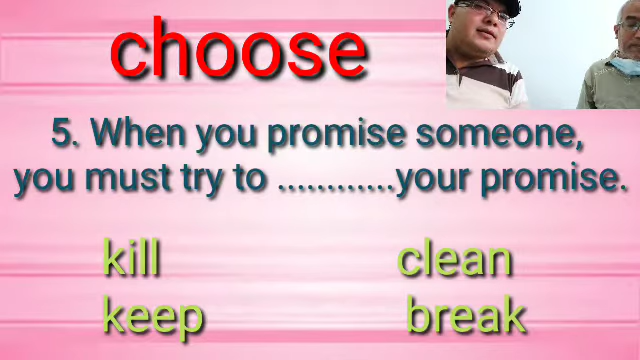 choose
5. When you promise someone,
you must try to ............your promise.
kill clean
keep break